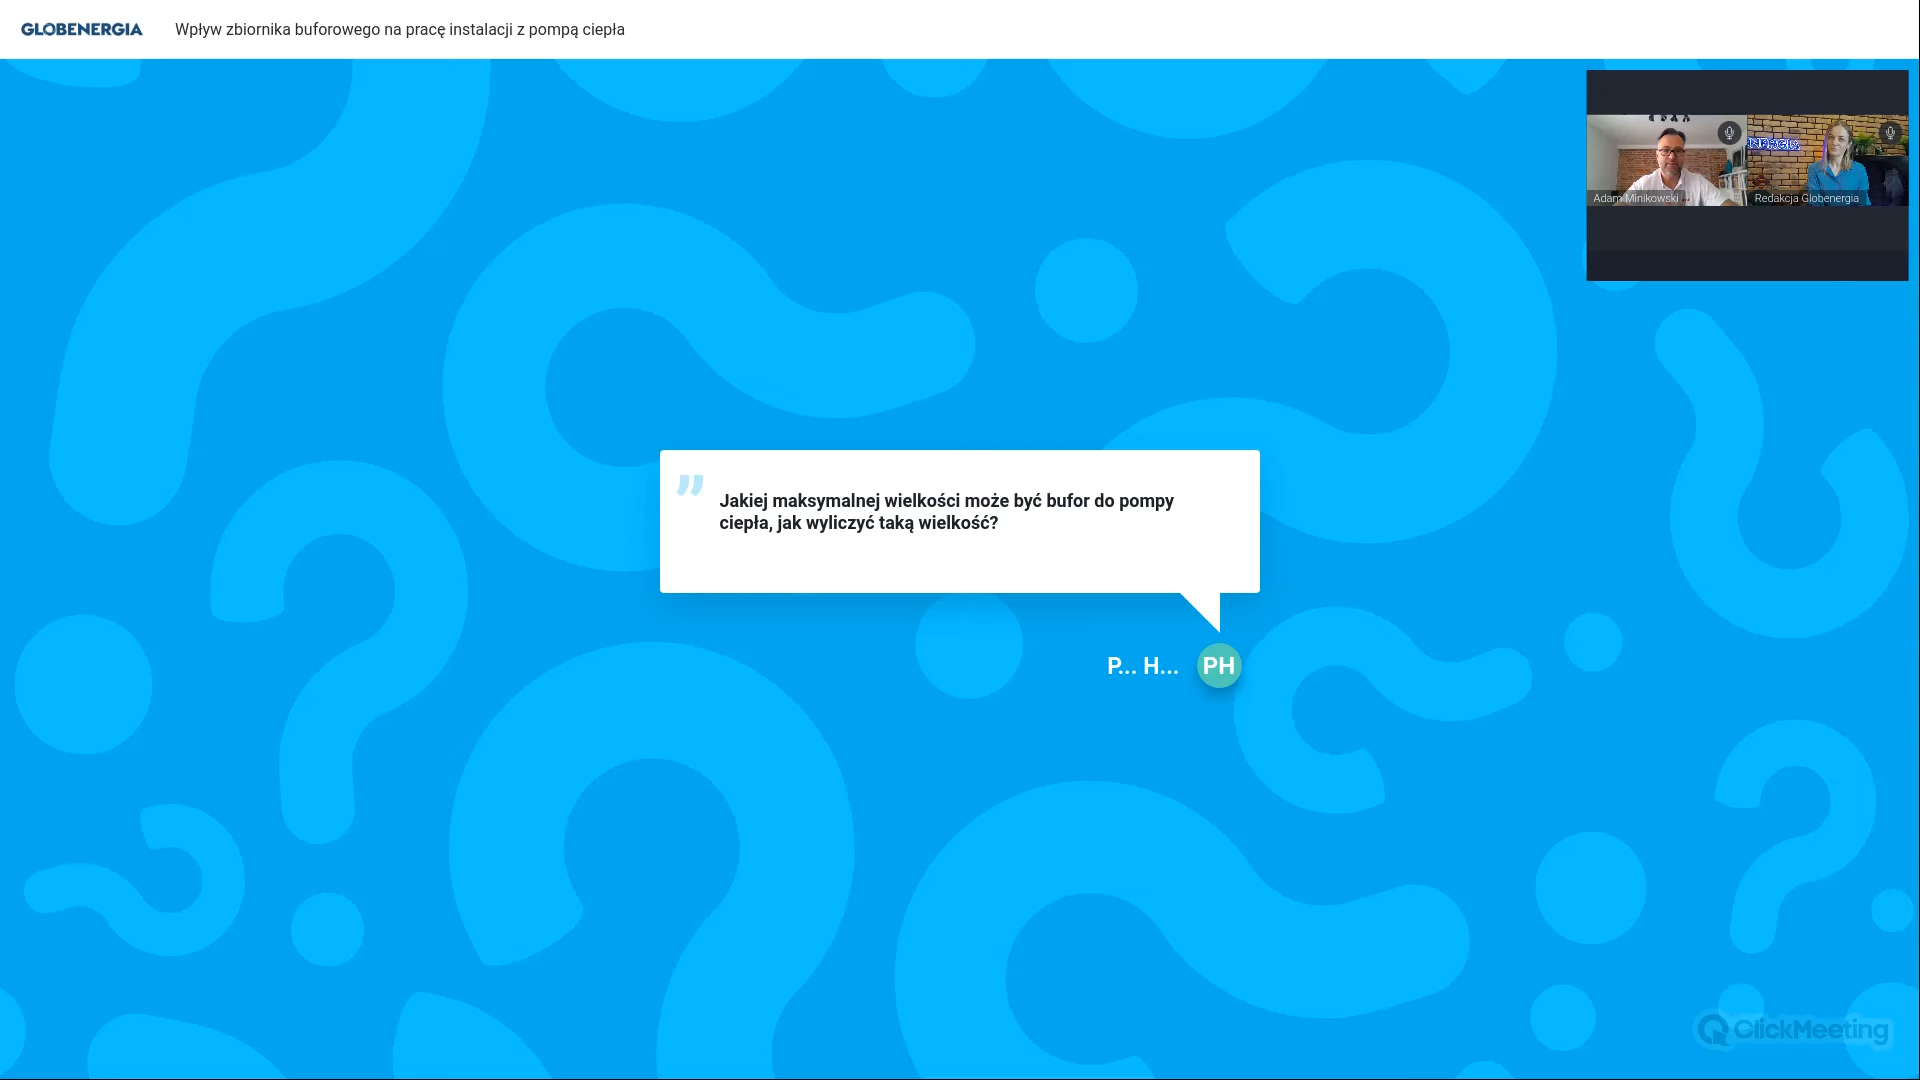 GLOBENERGIA
Wpływ zbiornika buforowego na pracę instalacji z pompą ciepła
Adam Minikowski
Redakcja Globenergia
Jakiej maksymalnej wielkości może być bufor do pompy
ciepła, jak wyliczyć taką wielkość?
P... H...
PH
ClickMeeting